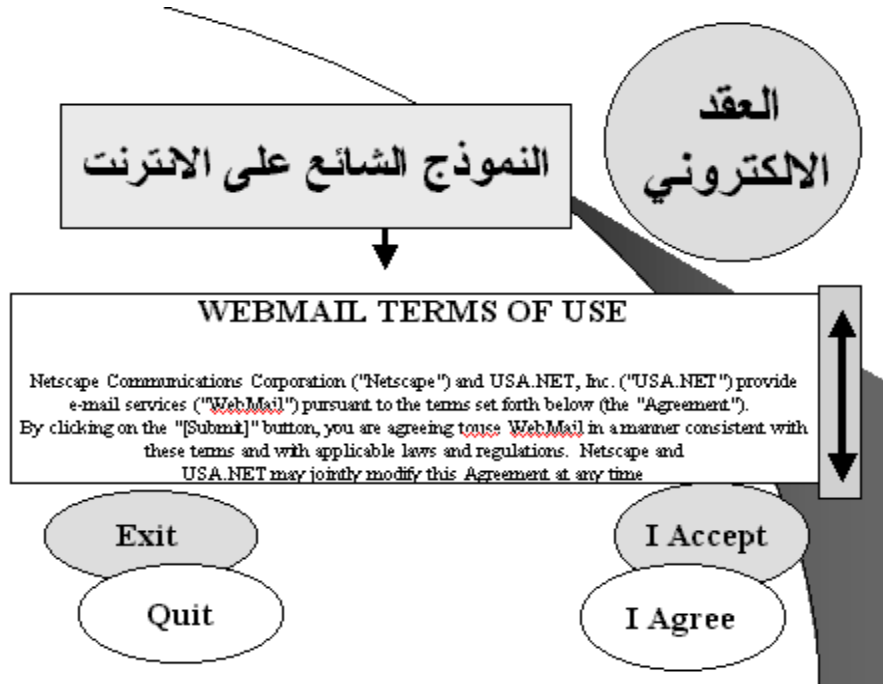 العقد
الالكتروني
النموذج الشائع على الانترنت
WEBMAIL TERMS OF USE
Netscape Communications Corporation ("Netscape") and USA.NET, Inc. ("USA.NET") provide
e-mail services ("WebMail") pursuant to the terms set forth below (the "Agreement").
By clicking on the "[Submit]" button, you are agreeing touse WebMail in a manner consistent with
these terms and with applicable laws and regulations. Netscape and
USA.NET may jointly modify this Agreement at any time
Exit
I Accept
Quit
I Agree